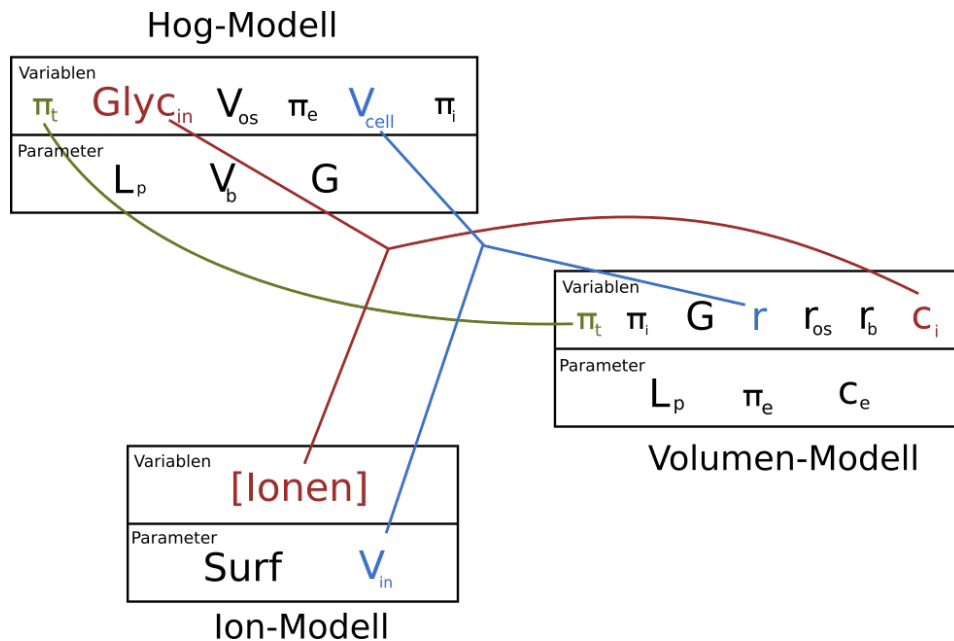 Hog-Modell
Variablen
πt Glycin Vos πe Vcell πi
Parameter
Lp Vb G
Variablen
πt πi G r ros rb ci
Parameter
Lp πe ce
Volumen-Modell
Variablen
[Ionen]
Parameter
Surf Vin
Ion-Modell